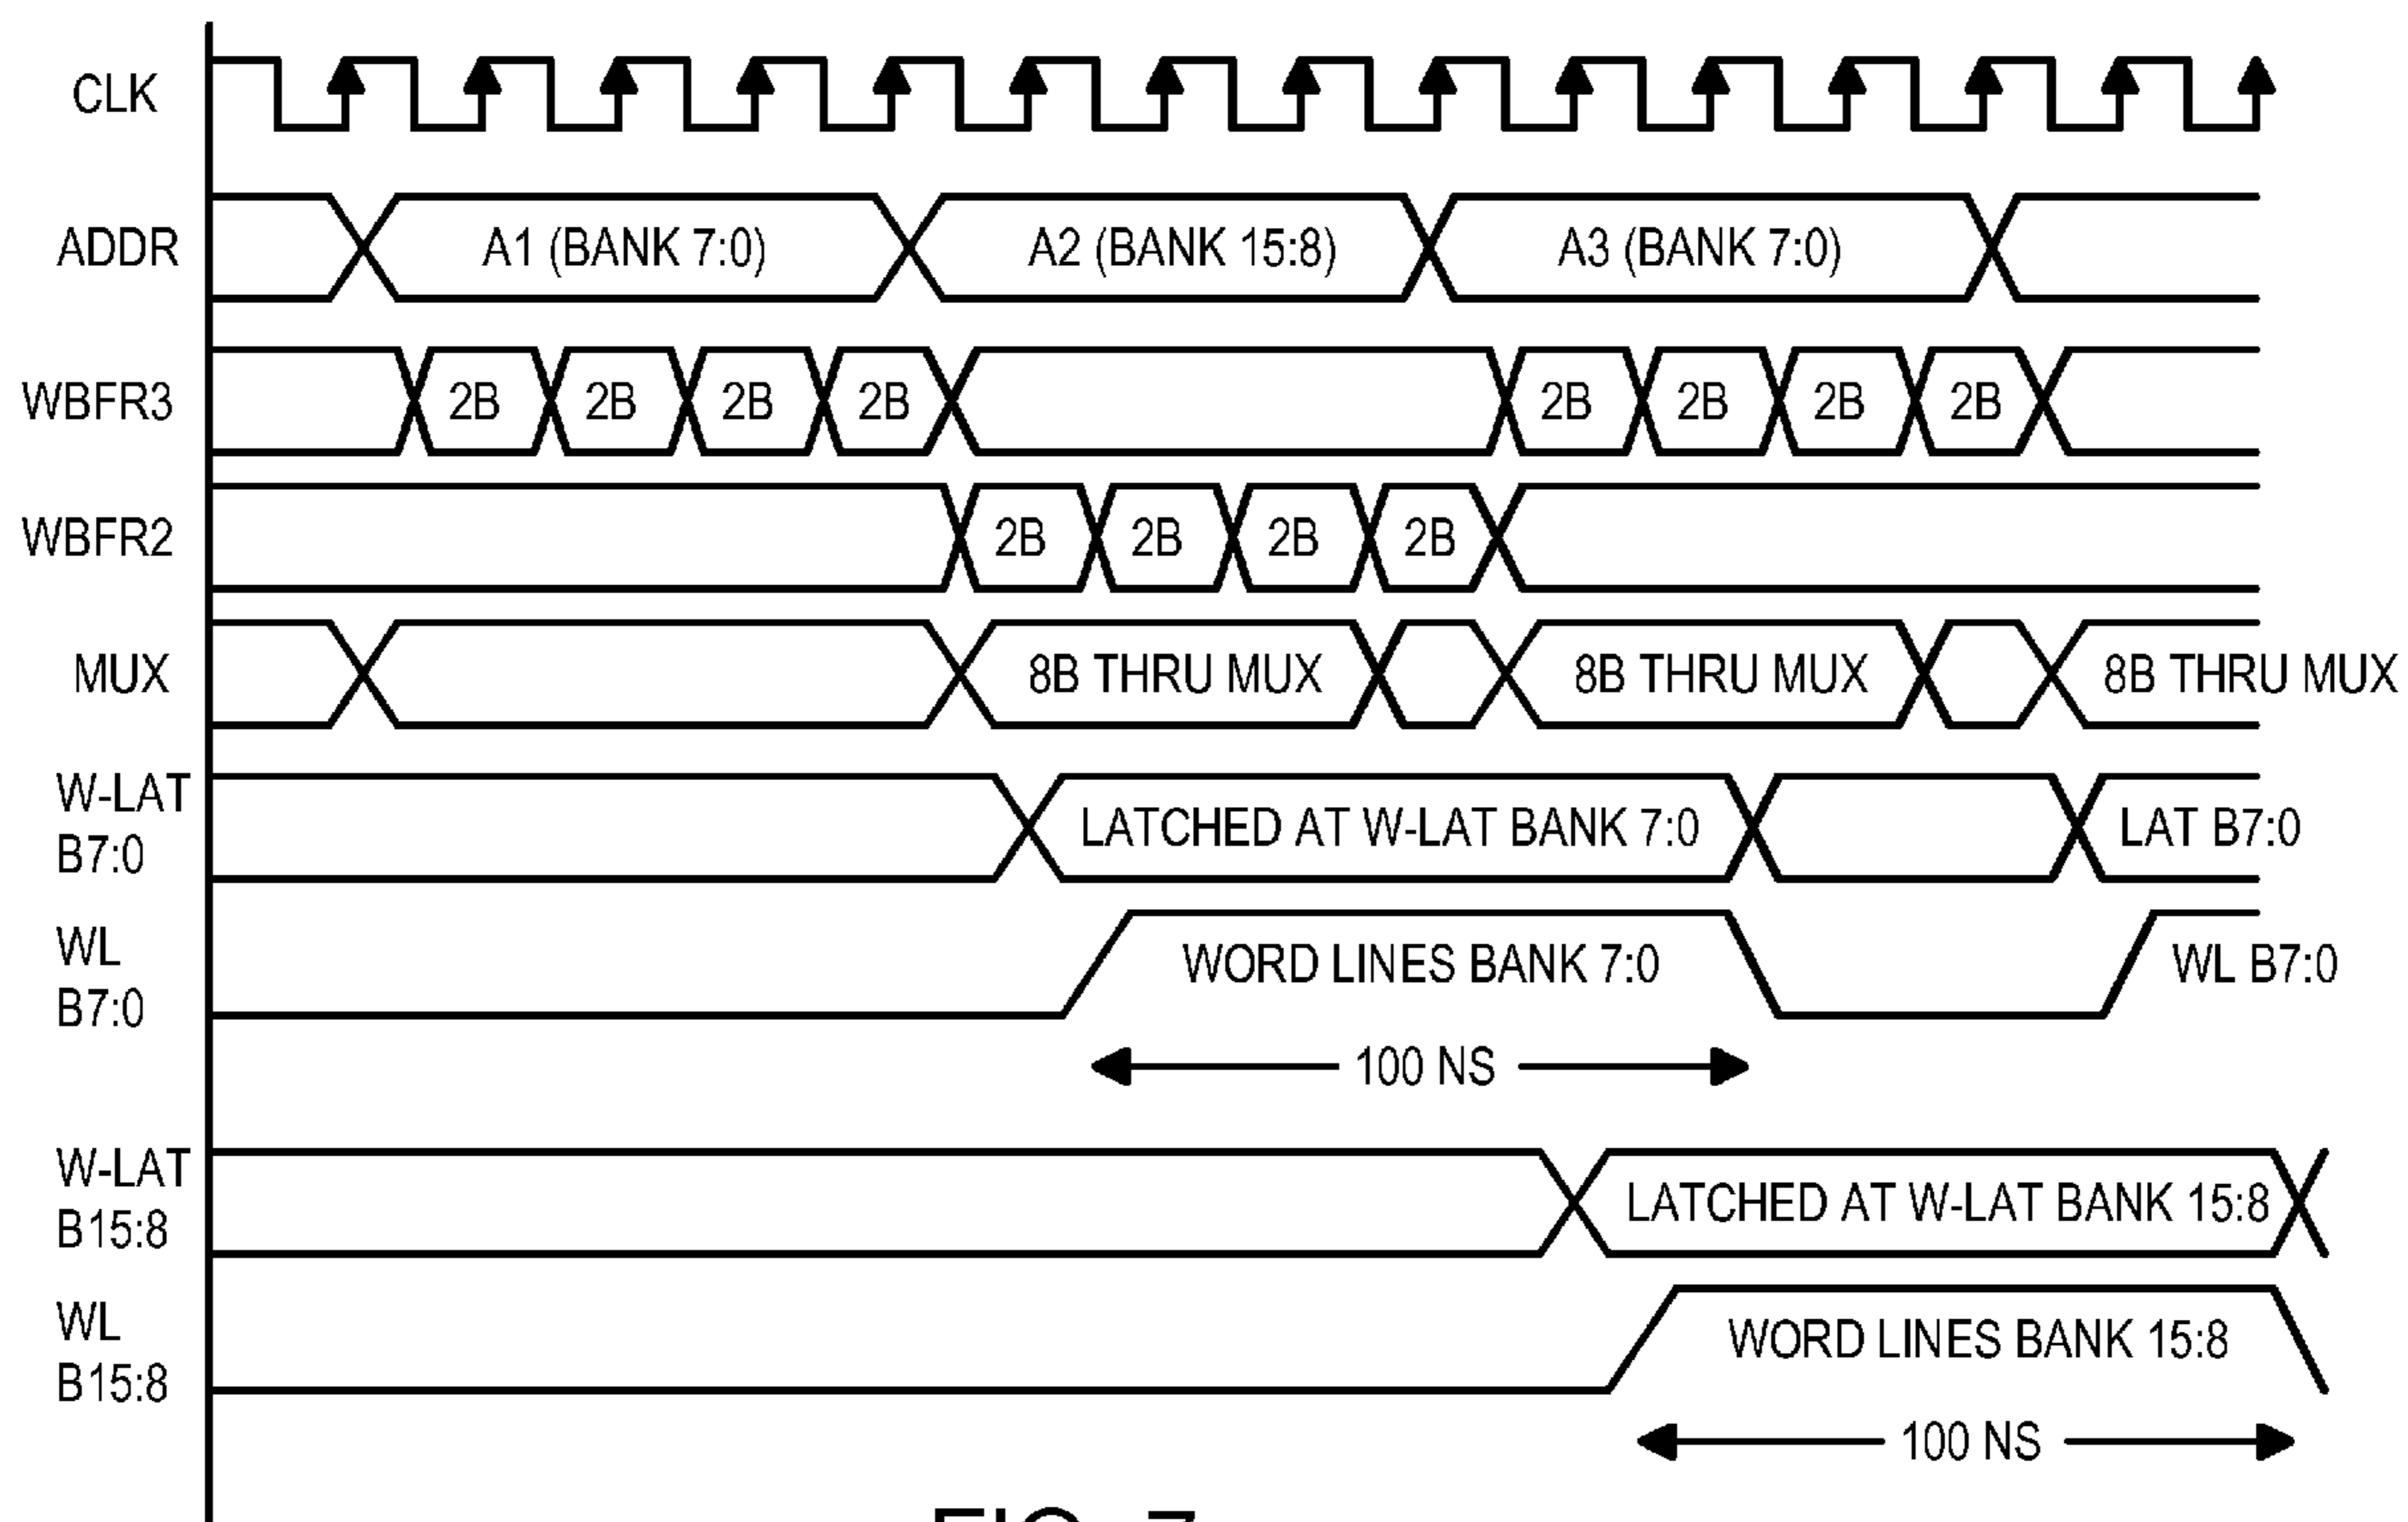 CLK
ADDR A1 (BANK 7:0) A2 (BANK 15:8) A3 (BANK 7:0)
WBFR3 2B 2B 2B 2B 2B 2B 2B 2B
WBFR2 2B 2B 2B 2B
MUX 8B THRU MUX 8B THRU MUX 8B THRU MUX
W-LAT
B7:0 LATCHED AT W-LAT BANK 7:0 LAT B7:0
WL
B7:0 WORD LINES BANK 7:0 WL B7:0
100 NS
W-LAT
B15:8 LATCHED AT W-LAT BANK 15:8
WL
B15:8 WORD LINES BANK 15:8
100 NS